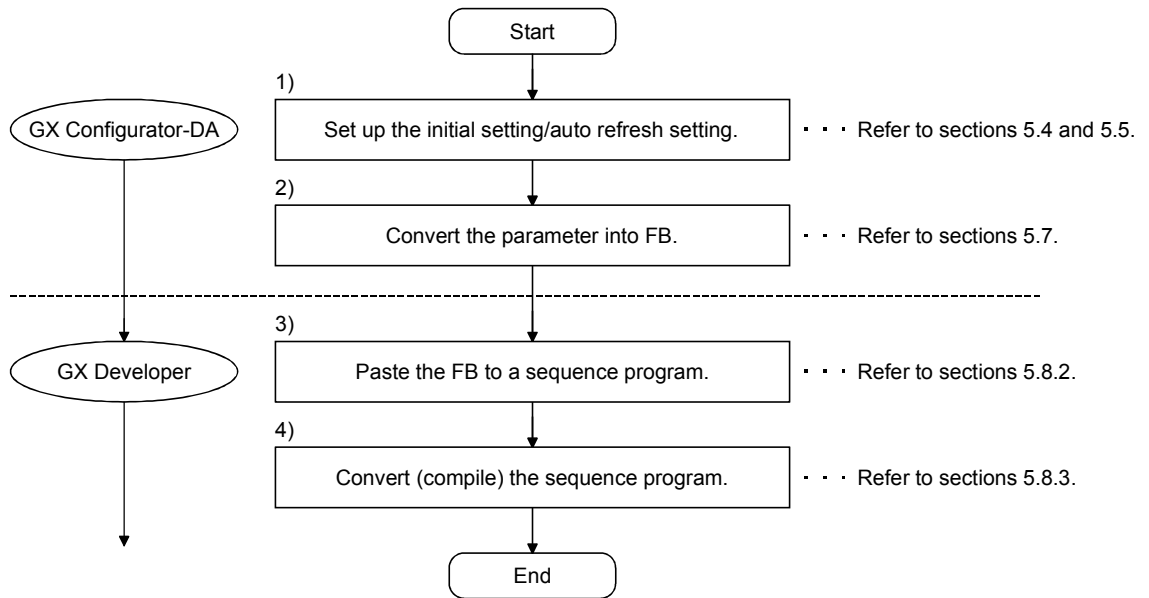 Start
1)
GX Configurator-DA
Set up the initial setting/auto refresh setting.
· · · Refer to sections 5.4 and 5.5.
2)
Convert the parameter into FB.
· · · Refer to sections 5.7.
3)
GX Developer
Paste the FB to a sequence program.
· · · Refer to sections 5.8.2.
4)
Convert (compile) the sequence program.
· · · Refer to sections 5.8.3.
End